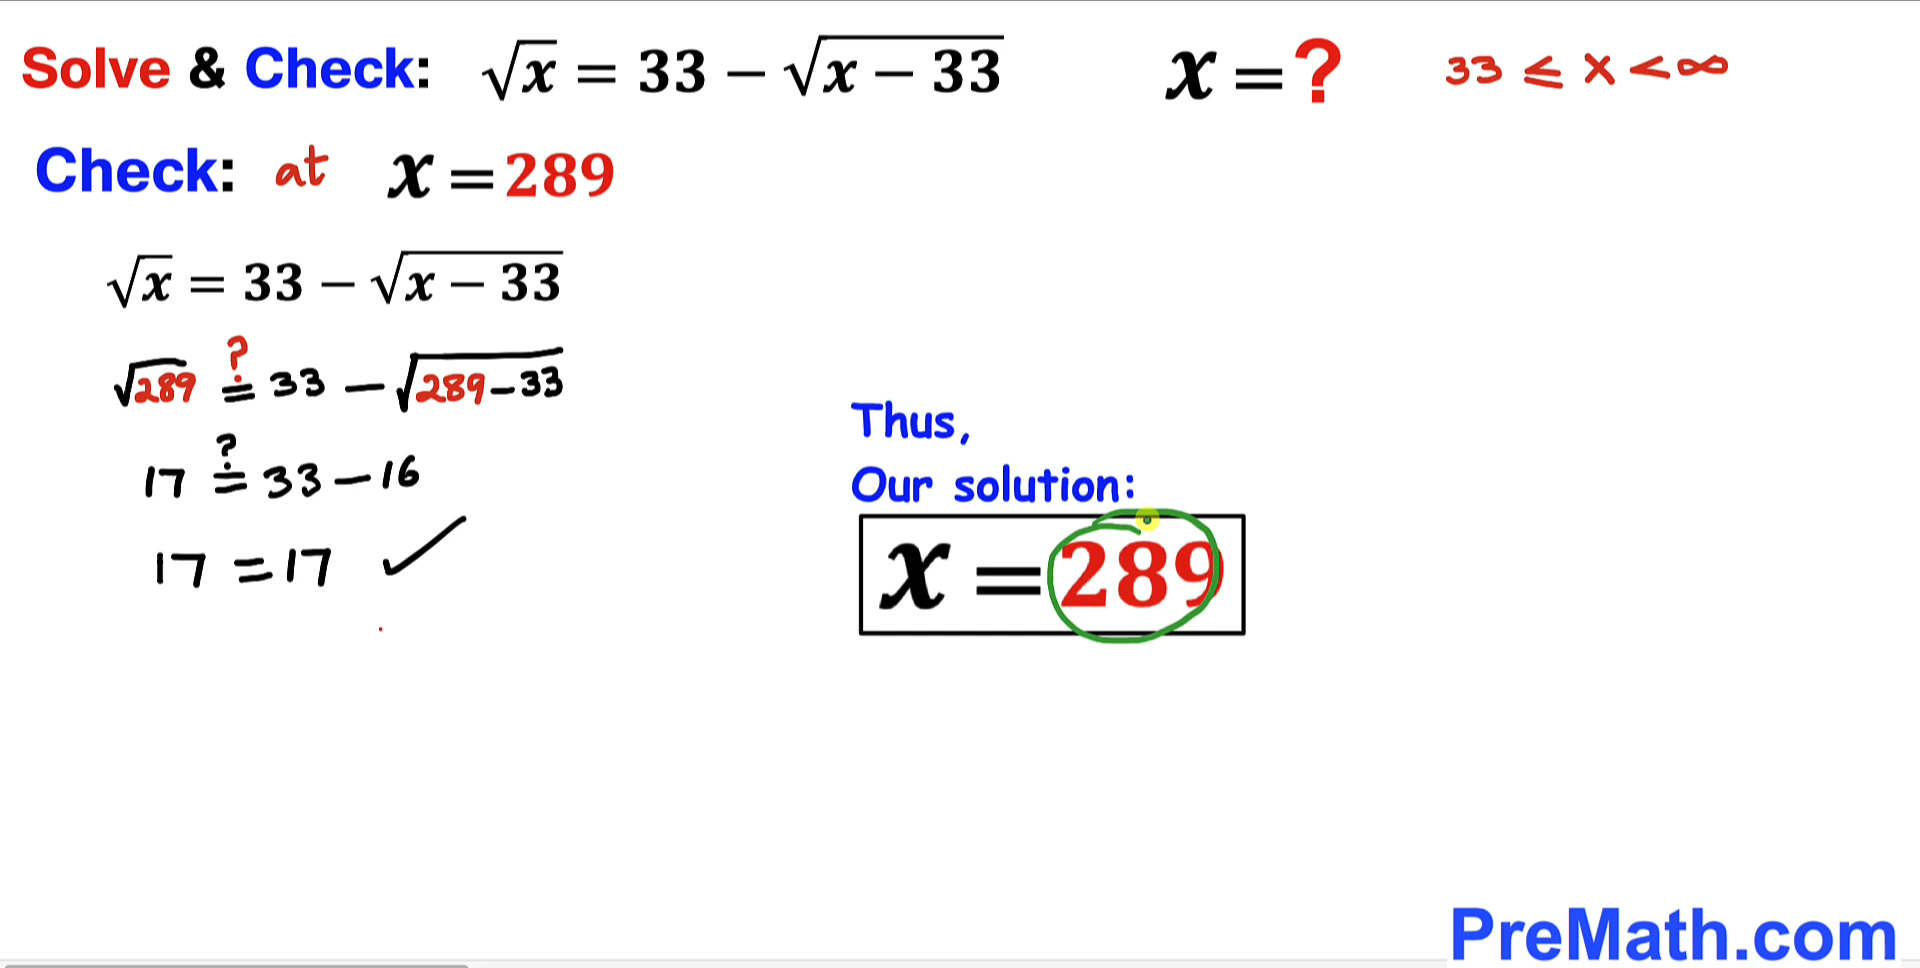 Solve & Check: √x = 33 − √(x − 33) x = ? 33 ≤ x < ∞
Check: at x = 289
√x = 33 − √(x − 33)
√289 ≟ 33 − √(289 − 33)
17 ≟ 33 − 16
17 = 17 ✓
Thus,
Our solution:
x = 289
PreMath.com